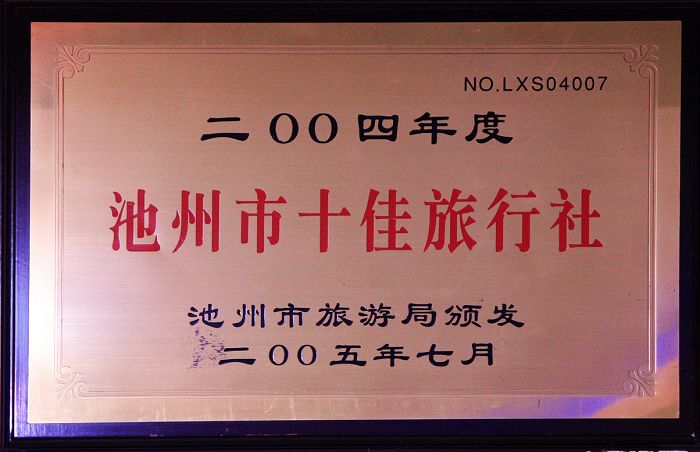 NO.LXS04007
二OO四年度
池州市十佳旅行社
池州市旅游局颁发
二OO五年七月